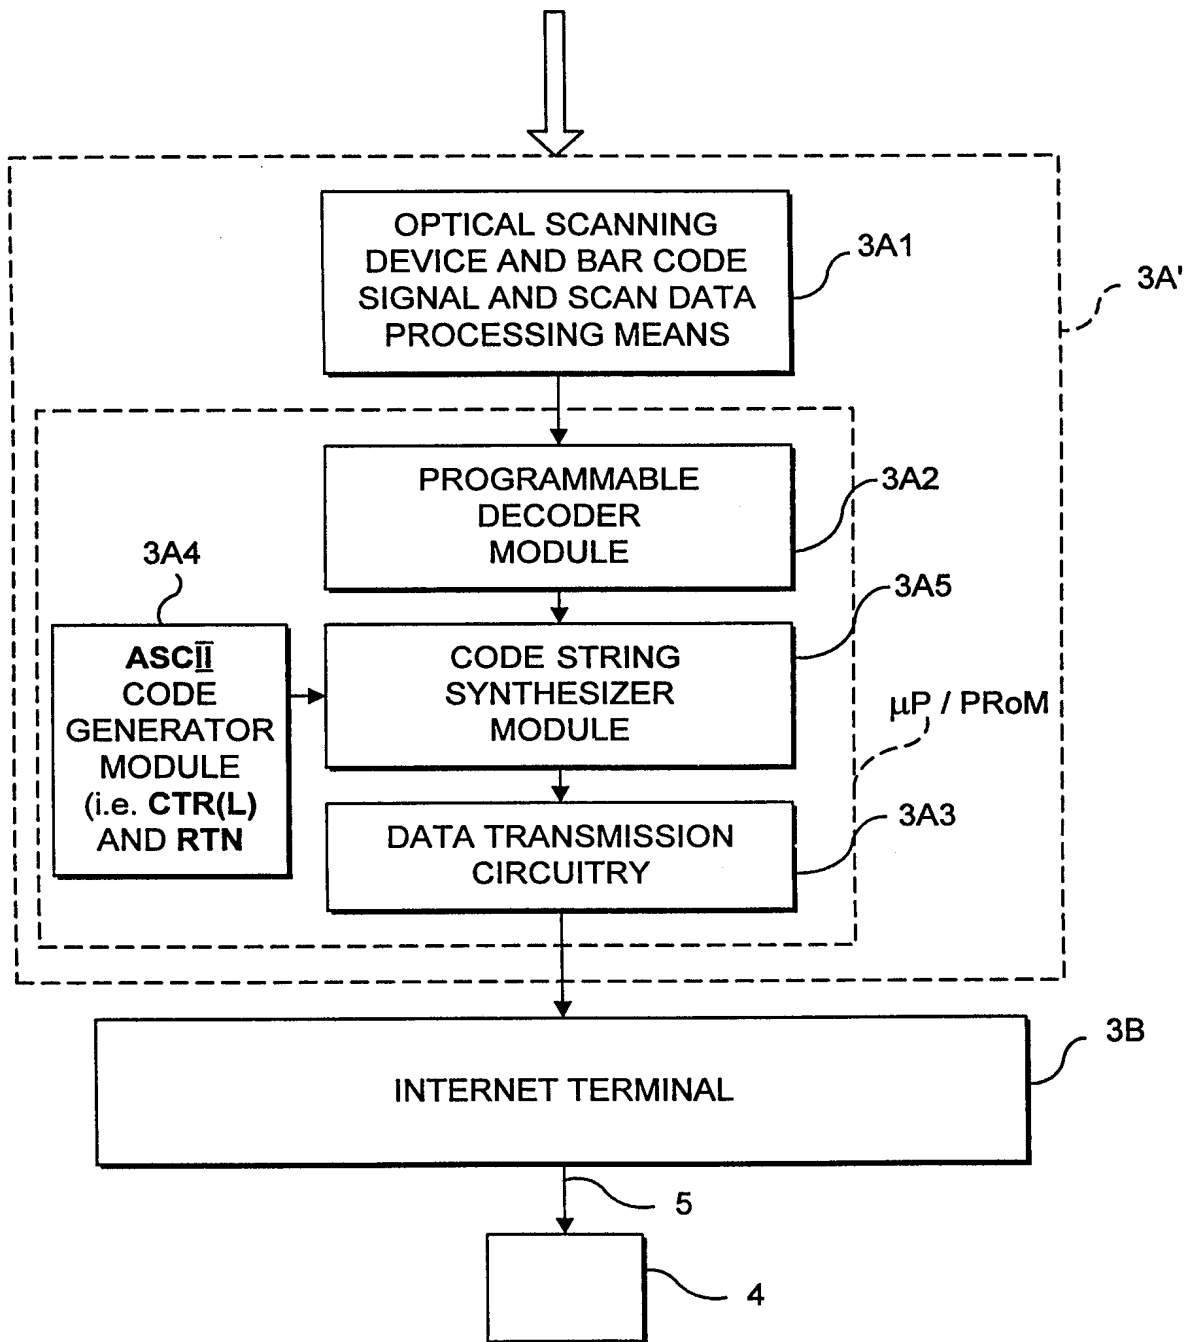 OPTICAL SCANNING
DEVICE AND BAR CODE
SIGNAL AND SCAN DATA
PROCESSING MEANS
3A1
3A'
PROGRAMMABLE
DECODER
MODULE
3A2
3A4
3A5
ASCII
CODE
GENERATOR
MODULE
(i.e. CTR(L)
AND RTN
CODE STRING
SYNTHESIZER
MODULE
μP / PRoM
DATA TRANSMISSION
CIRCUITRY
3A3
INTERNET TERMINAL
3B
5
4